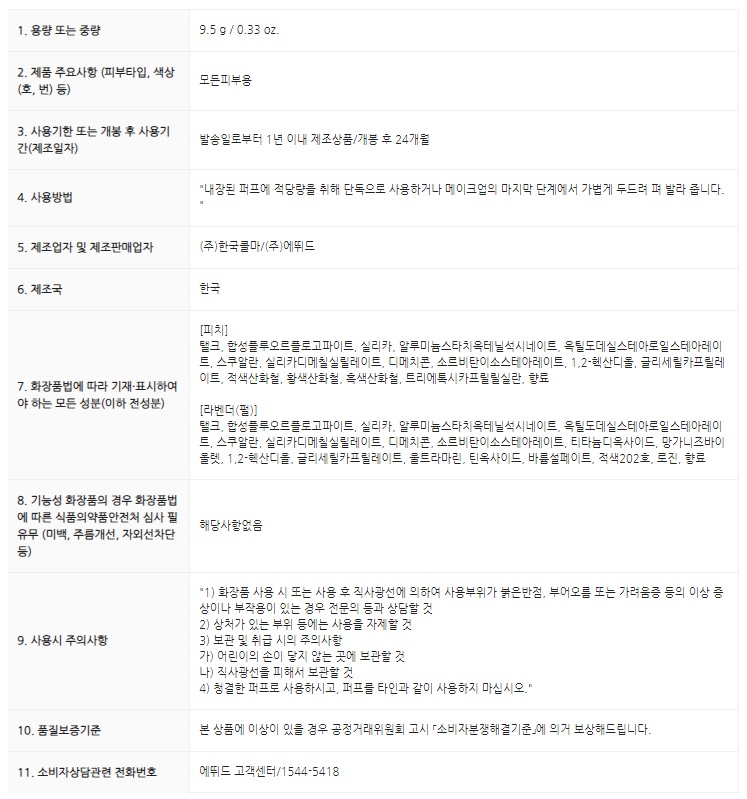 1. 용량 또는 중량
9.5 g / 0.33 oz.
2. 제품 주요사항 (피부타입, 색상
(호, 번) 등)
모든피부용
3. 사용기한 또는 개봉 후 사용기
간(제조일자)
발송일로부터 1년 이내 제조상품/개봉 후 24개월
4. 사용방법
"내장된 퍼프에 적당량을 취해 단독으로 사용하거나 메이크업의 마지막 단계에서 가볍게 두드려 펴 발라 줍니다.
"
5. 제조업자 및 제조판매업자
(주)한국콜마/(주)에뛰드
6. 제조국
한국
7. 화장품법에 따라 기재·표시하여
야 하는 모든 성분(이하 전성분)
[피치]
탤크, 합성플루오르플로고파이트, 실리카, 알루미늄스타치옥테닐석시네이트, 옥틸도데실스테아로일스테아레이
트, 스쿠알란, 실리카디메칠실릴레이트, 디메치콘, 소르비탄이소스테아레이트, 1,2-헥산디올, 글리세릴카프릴레
이트, 적색산화철, 황색산화철, 흑색산화철, 트리에톡시카프릴릴실란, 향료
[라벤더(펄)]
탤크, 합성플루오르플로고파이트, 실리카, 알루미늄스타치옥테닐석시네이트, 옥틸도데실스테아로일스테아레이
트, 스쿠알란, 실리카디메칠실릴레이트, 디메치콘, 소르비탄이소스테아레이트, 티타늄디옥사이드, 망가니즈바이
올렛, 1,2-헥산디올, 글리세릴카프릴레이트, 울트라마린, 틴옥사이드, 바륨설페이트, 적색202호, 로진, 향료
8. 기능성 화장품의 경우 화장품법
에 따른 식품의약품안전처 심사 필
유무 (미백, 주름개선, 자외선차단
등)
해당사항없음
9. 사용시 주의사항
"1) 화장품 사용 시 또는 사용 후 직사광선에 의하여 사용부위가 붉은반점, 부어오름 또는 가려움증 등의 이상 증
상이나 부작용이 있는 경우 전문의 등과 상담할 것
2) 상처가 있는 부위 등에는 사용을 자제할 것
3) 보관 및 취급 시의 주의사항
가) 어린이의 손이 닿지 않는 곳에 보관할 것
나) 직사광선을 피해서 보관할 것
4) 청결한 퍼프로 사용하시고, 퍼프를 타인과 같이 사용하지 마십시오."
10. 품질보증기준
본 상품에 이상이 있을 경우 공정거래위원회 고시 「소비자분쟁해결기준」에 의거 보상해드립니다.
11. 소비자상담관련 전화번호
에뛰드 고객센터/1544-5418